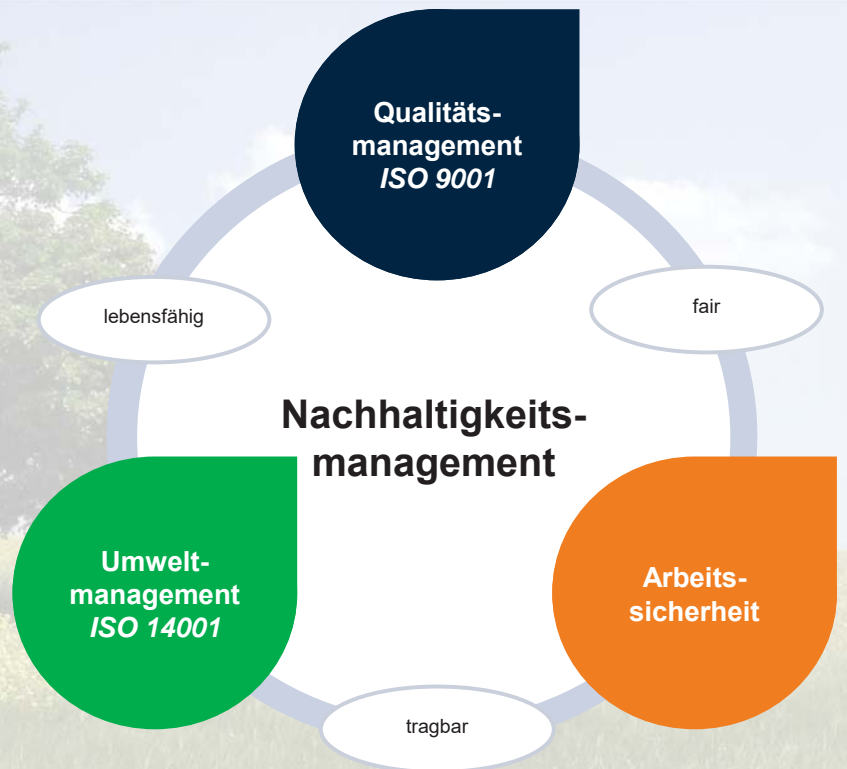 Qualitäts-
management
ISO 9001
lebensfähig
fair
Nachhaltigkeits-
management
Umwelt-
management
ISO 14001
Arbeits-
sicherheit
tragbar